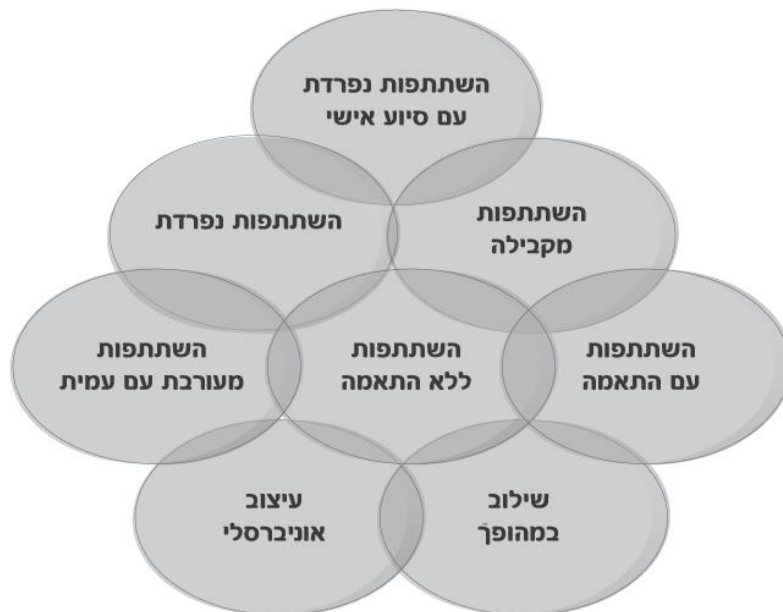 השתתפות נפרדת
עם סיוע אישי
השתתפות
מקבילה
השתתפות נפרדת
השתתפות
עם התאמה
השתתפות
ללא התאמה
השתתפות
מעורבת עם עמית
שילוב
במהופך
עיצוב
אוניברסלי